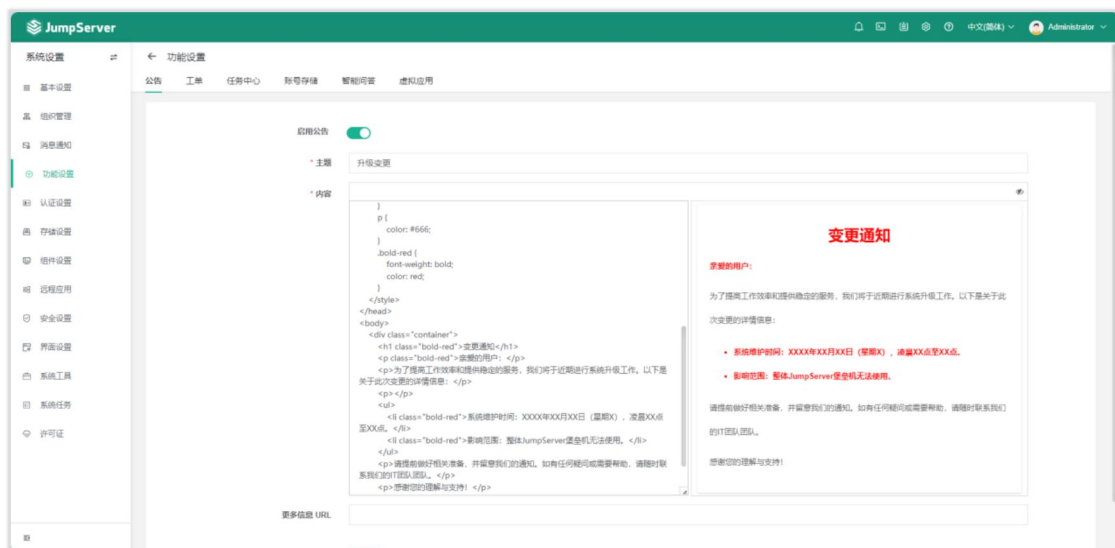 JumpServer
中文(简体)
Administrator
系统设置
功能设置
公告
工单
任务中心
账号存储
智能问答
虚拟应用
基本设置
组织管理
消息通知
功能设置
认证设置
存储设置
组件设置
远程应用
安全设置
界面设置
系统工具
系统任务
许可证
启用公告
* 主题
升级变更
* 内容
}
p {
color: #666;
}
.bold-red {
font-weight: bold;
color: red;
}
</style>
</head>
<body>
<div class="container">
<h1 class="bold-red">变更通知</h1>
<p class="bold-red">亲爱的用户：</p>
<p>为了提高工作效率和提供稳定的服务，我们将于近期进行系统升级工作。以下是
关于此次变更的详情信息：</p>
<p></p>
<ul>
<li class="bold-red">系统维护时间：XXXX年XX月XX日（星期X），凌晨XX点
至XX点。</li>
<li class="bold-red">影响范围：整体JumpServer堡垒机无法使用。</li>
</ul>
<p>请提前做好相关准备，并留意我们的通知。如有任何疑问或需要帮助，请随时联
系我们的IT团队团队。</p>
<p>感谢您的理解与支持！</p>
变更通知
亲爱的用户：
为了提高工作效率和提供稳定的服务，我们将于近期进行系统升级工作。以下是关于此
次变更的详情信息：
• 系统维护时间：XXXX年XX月XX日（星期X），凌晨XX点至XX点。
• 影响范围：整体JumpServer堡垒机无法使用。
请提前做好相关准备，并留意我们的通知。如有任何疑问或需要帮助，请随时联系我们
的IT团队团队。
感谢您的理解与支持！
更多信息 URL